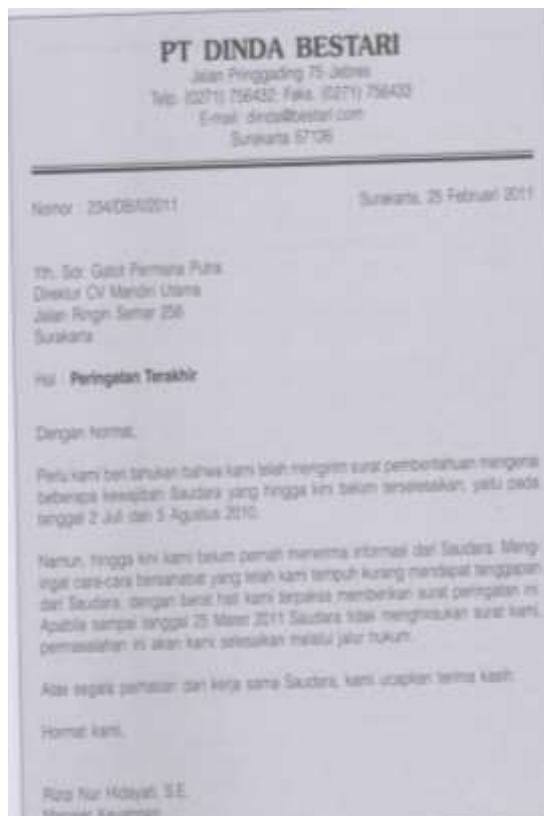 PT DINDA BESTARI
Jalan Pringgading 75 Jebres
Telp. (0271) 756432, Faks. (0271) 756433
E-mail: dinda@bestari.com
Surakarta 57126
Nomor : 234/DB/II/2011 Surakarta, 25 Februari 2011
Yth. Sdr. Gatot Permana Putra
Direktur CV Mandiri Utama
Jalan Ringin Semar 256
Surakarta
Hal : Peringatan Terakhir
Dengan hormat,
Perlu kami beri tahukan bahwa kami telah mengirim surat pemberitahuan mengenai
beberapa kewajiban Saudara yang hingga kini belum terselesaikan, yaitu pada
tanggal 2 Juli dan 5 Agustus 2010.
Namun, hingga kini kami belum pernah menerima informasi dari Saudara. Meng-
ingat cara-cara bersahabat yang telah kami tempuh kurang mendapat tanggapan
dari Saudara, dengan berat hati kami terpaksa memberikan surat peringatan ini.
Apabila sampai tanggal 25 Maret 2011 Saudara tidak menghiraukan surat kami,
permasalahan ini akan kami selesaikan melalui jalur hukum.
Atas segala perhatian dan kerja sama Saudara, kami ucapkan terima kasih.
Hormat kami,
Rizqi Nur Hidayati, S.E.
Manajer Keuangan